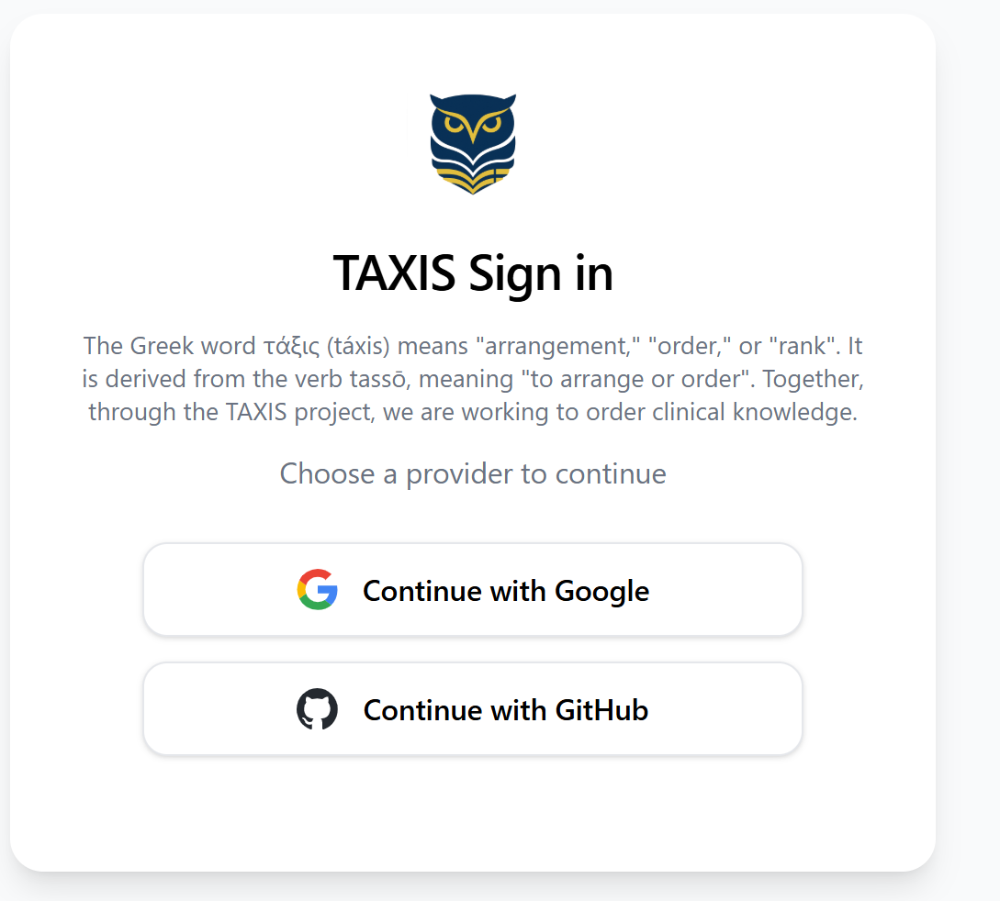 TAXIS Sign in
The Greek word τάξις (táxis) means "arrangement," "order," or "rank". It
is derived from the verb tassō, meaning "to arrange or order". Together,
through the TAXIS project, we are working to order clinical knowledge.
Choose a provider to continue
Continue with Google
Continue with GitHub